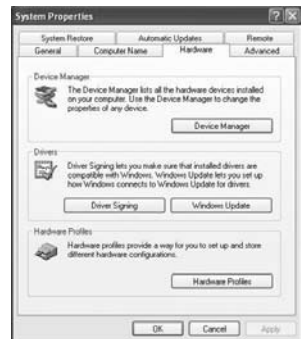 System Properties
System Restore Automatic Updates Remote
General Computer Name Hardware Advanced
Device Manager
The Device Manager lists all the hardware devices installed
on your computer. Use the Device Manager to change the
properties of any device.
Device Manager
Drivers
Driver Signing lets you make sure that installed drivers are
compatible with Windows. Windows Update lets you set up
how Windows connects to Windows Update for drivers.
Driver Signing Windows Update
Hardware Profiles
Hardware profiles provide a way for you to set up and store
different hardware configurations.
Hardware Profiles
OK Cancel Apply